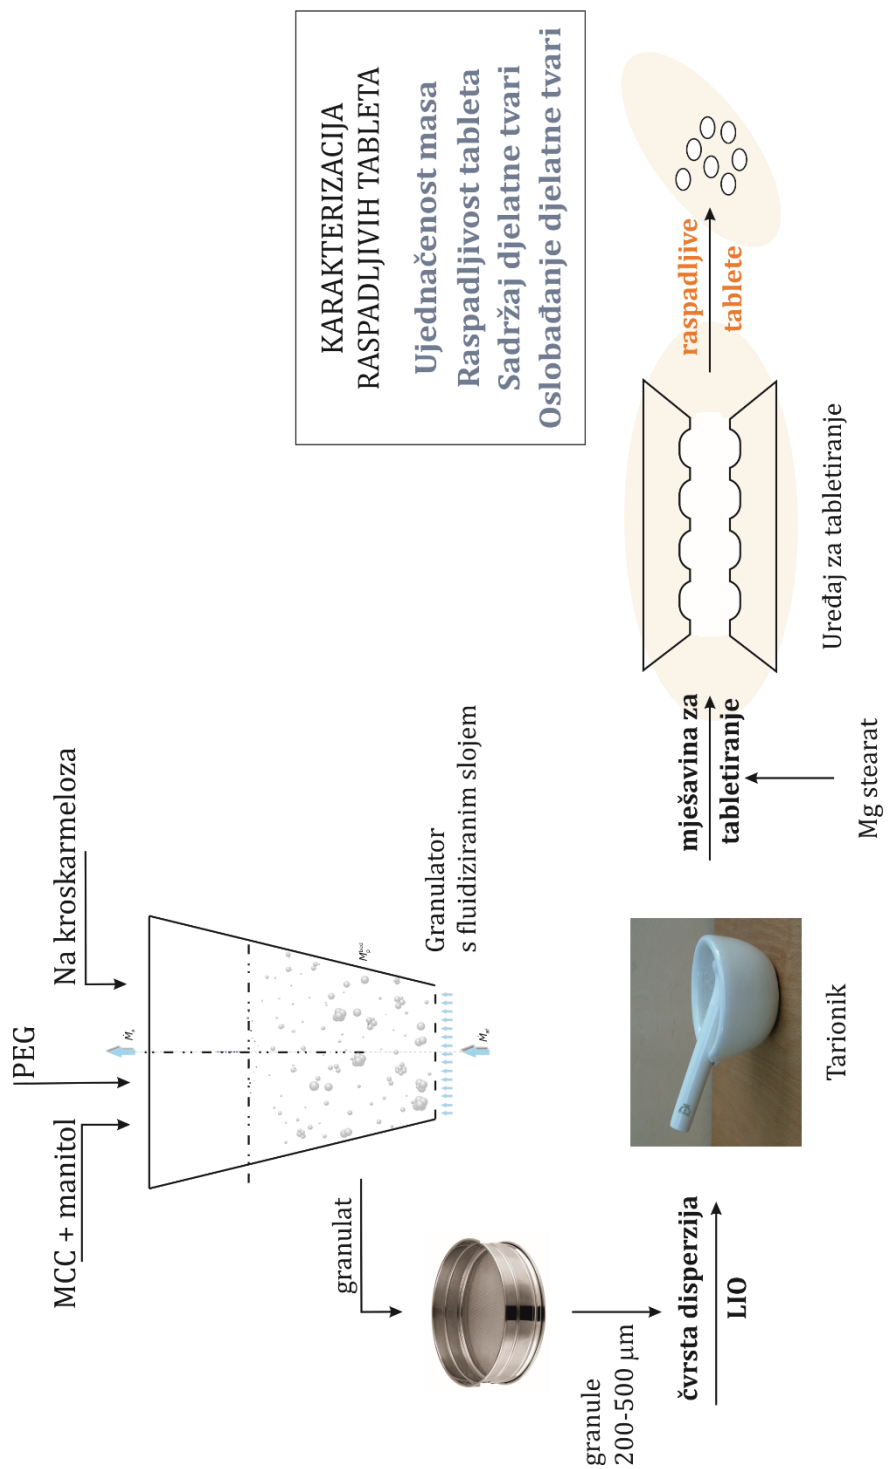 MCC + manitol
PEG
Na kroskarmeloza
Granulator
s fluidiziranim slojem
granulat
granule
200-500 µm
čvrsta disperzija
LIO
Tarionik
mješavina za
tabletiranje
Mg stearat
Uređaj za tabletiranje
raspadljive
tablete
KARAKTERIZACIJA
RASPADLJIVIH TABLETA
Ujednačenost masa
Raspadljivost tableta
Sadržaj djelatne tvari
Oslobađanje djelatne tvari